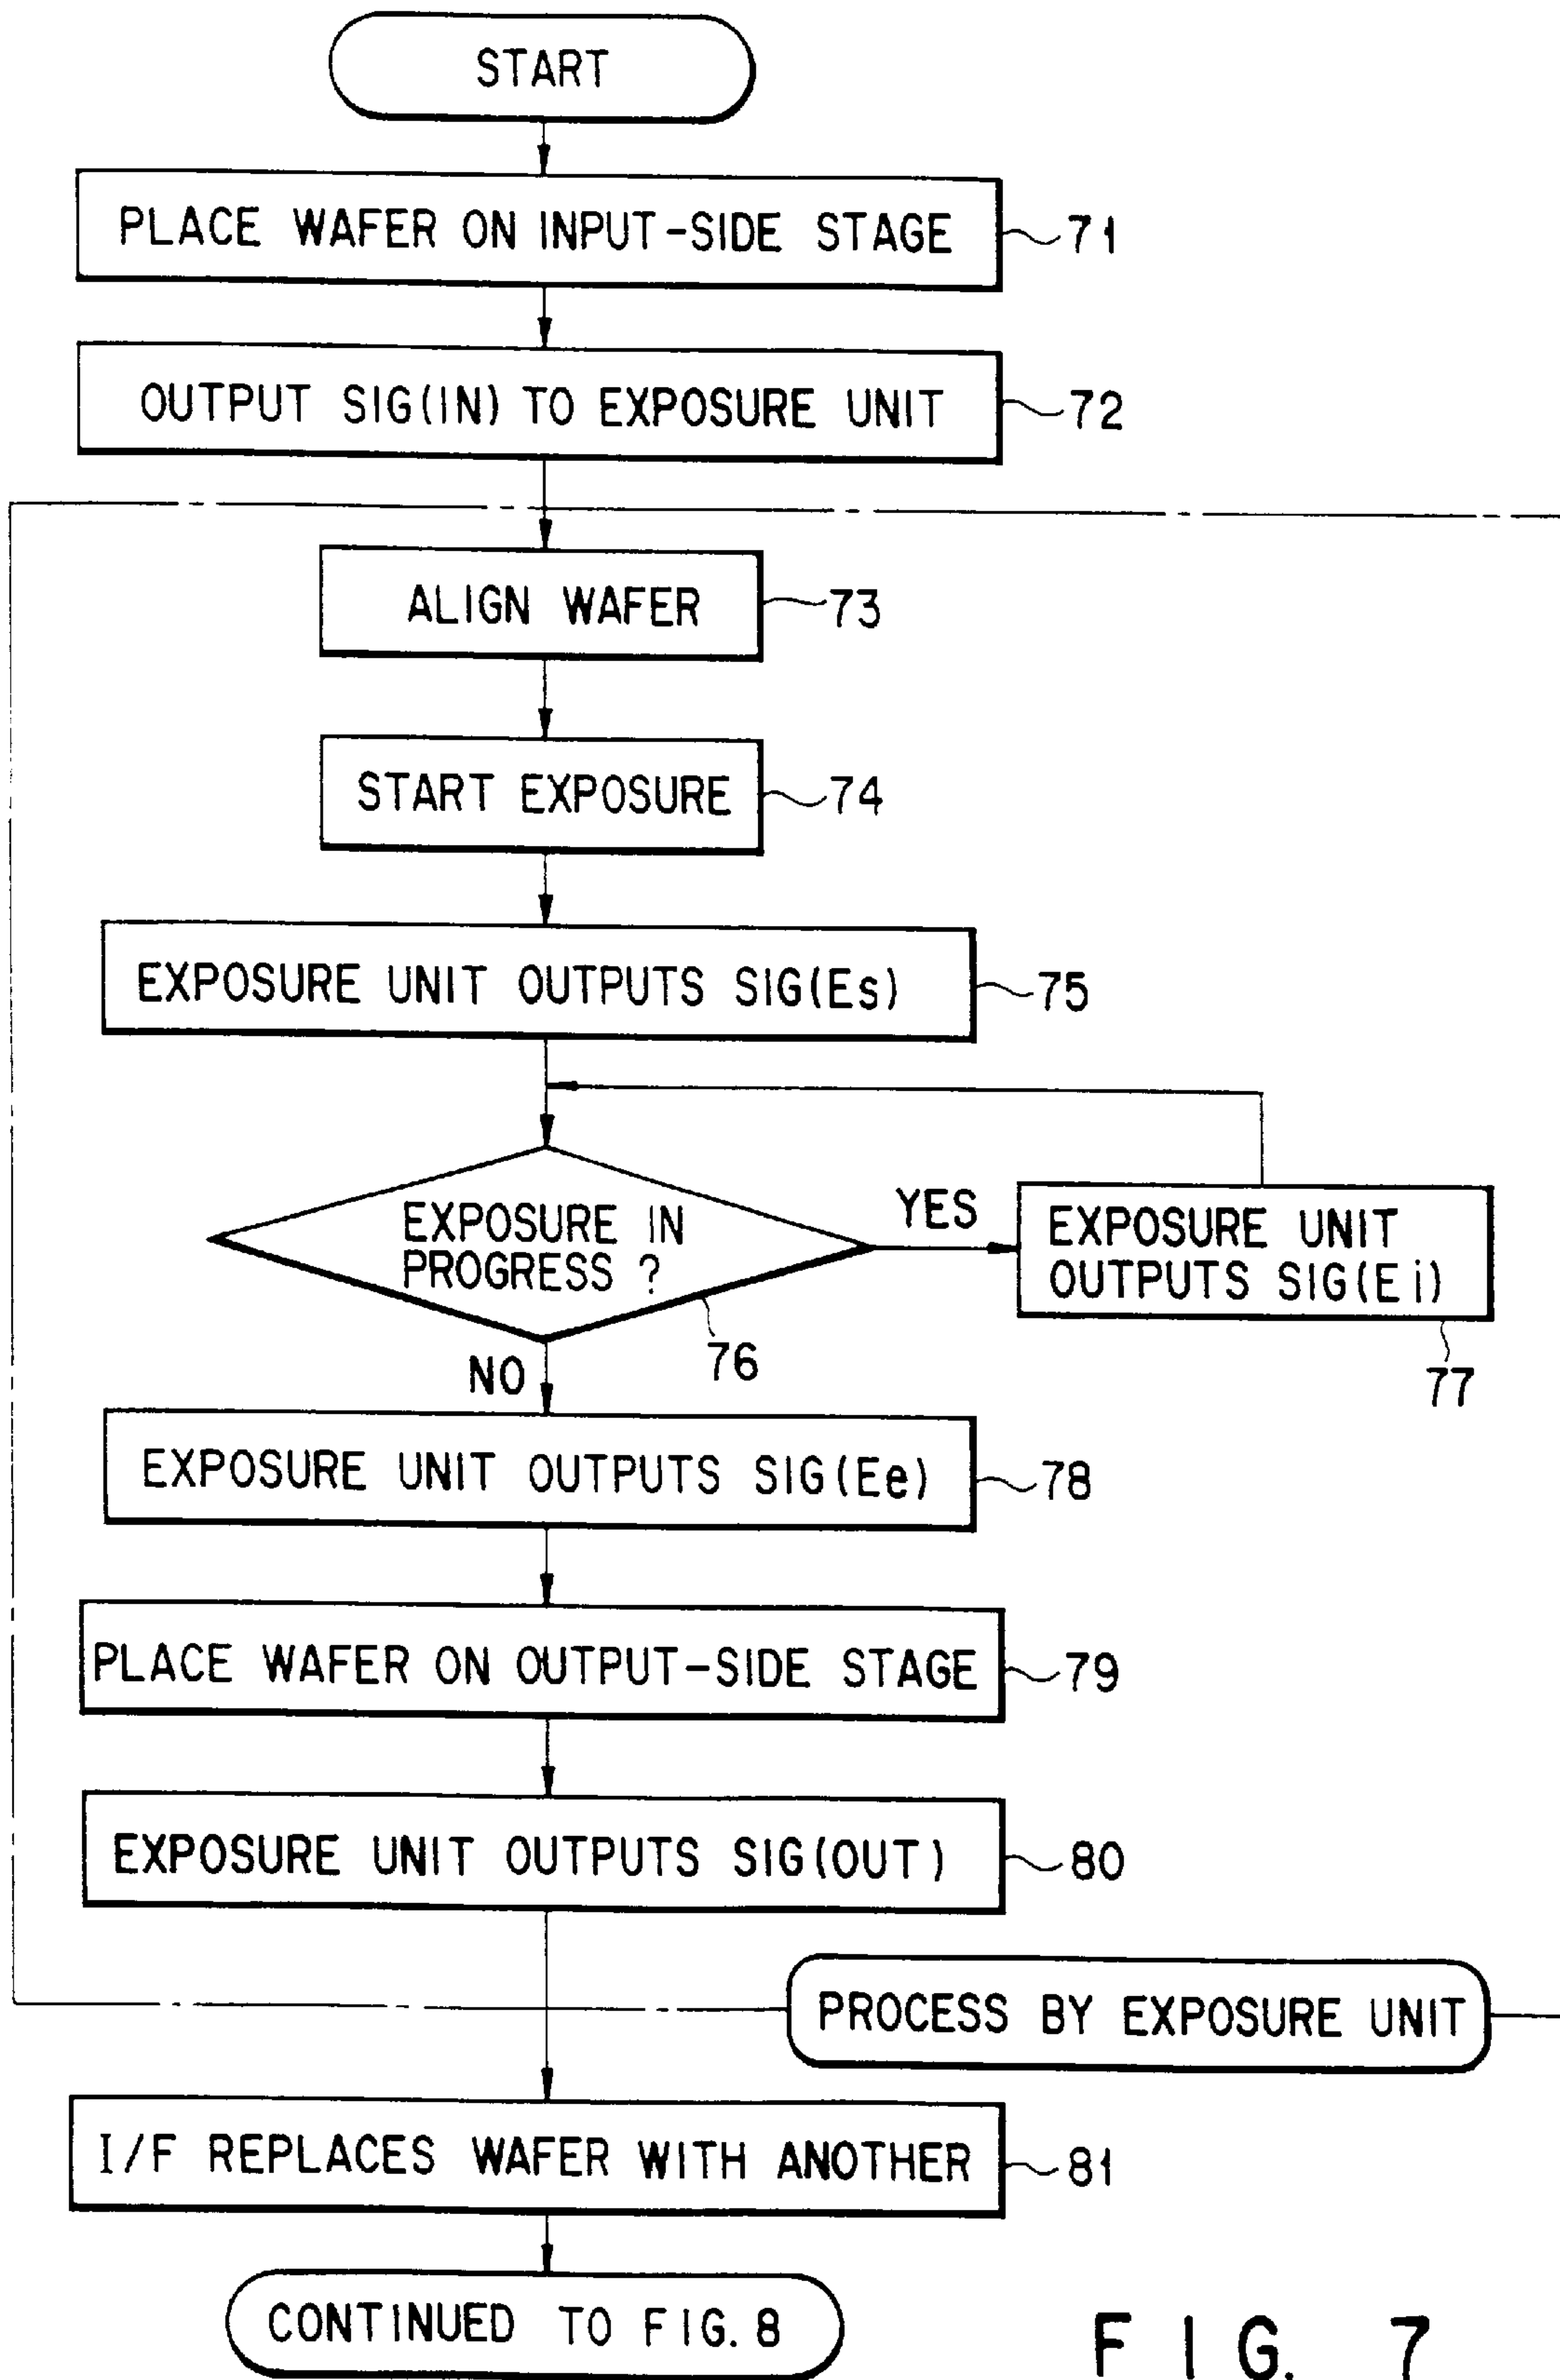 START
PLACE WAFER ON INPUT-SIDE STAGE
71
OUTPUT SIG(IN) TO EXPOSURE UNIT
72
ALIGN WAFER
73
START EXPOSURE
74
EXPOSURE UNIT OUTPUTS SIG(Es)
75
EXPOSURE IN
PROGRESS ?
76
YES
EXPOSURE UNIT
OUTPUTS SIG(Ei)
77
NO
EXPOSURE UNIT OUTPUTS SIG(Ee)
78
PLACE WAFER ON OUTPUT-SIDE STAGE
79
EXPOSURE UNIT OUTPUTS SIG(OUT)
80
PROCESS BY EXPOSURE UNIT
I/F REPLACES WAFER WITH ANOTHER
81
CONTINUED TO FIG. 8
FIG. 7